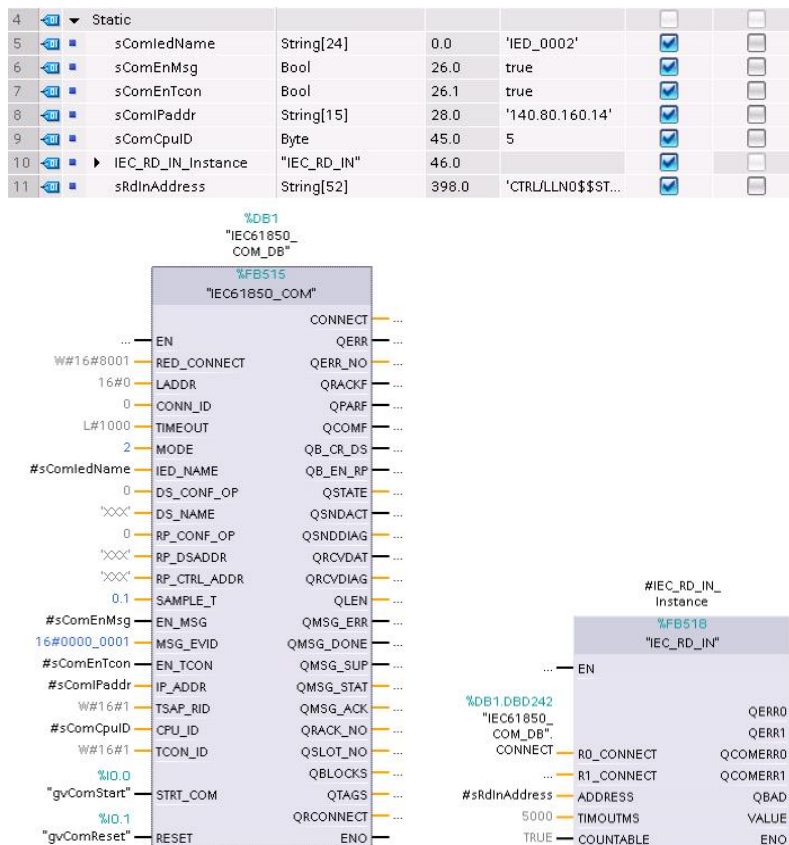 4 Static
5 sComIedName String[24] 0.0 'IED_0002'
6 sComEnMsg Bool 26.0 true
7 sComEnTcon Bool 26.1 true
8 sComIPaddr String[15] 28.0 '140.80.160.14'
9 sComCpuID Byte 45.0 5
10 IEC_RD_IN_Instance "IEC_RD_IN" 46.0
11 sRdInAddress String[52] 398.0 'CTRL/LLN0$$ST...
%DB1
"IEC61850_
COM_DB"
%FB515
"IEC61850_COM"
CONNECT ...
... EN QERR ...
W#16#8001 RED_CONNECT QERR_NO ...
16#0 LADDR QRACKF ...
0 CONN_ID QPARF ...
L#1000 TIMEOUT QCOMF ...
2 MODE QB_CR_DS ...
#sComIedName IED_NAME QB_EN_RP ...
0 DS_CONF_OP QSTATE ...
'XXX' DS_NAME QSNDACT ...
0 RP_CONF_OP QSNDDIAG ...
'XXX' RP_DSADDR QRCVDAT ...
'XXX' RP_CTRL_ADDR QRCVDIAG ...
0.1 SAMPLE_T QLEN ...
#sComEnMsg EN_MSG QMSG_ERR ...
16#0000_0001 MSG_EVID QMSG_DONE ...
#sComEnTcon EN_TCON QMSG_SUP ...
#sComIPaddr IP_ADDR QMSG_STAT ...
W#16#1 TSAP_RID QMSG_ACK ...
#sComCpuID CPU_ID QRACK_NO ...
W#16#1 TCON_ID QSLOT_NO ...
%I0.0 QBLOCKS ...
"gvComStart" STRT_COM QTAGS ...
%I0.1 QRCONNECT ...
"gvComReset" RESET ENO
#IEC_RD_IN_
Instance
%FB518
"IEC_RD_IN"
... EN
%DB1.DBD242
"IEC61850_ QERR0
COM_DB". QERR1
CONNECT R0_CONNECT QCOMERR0
... R1_CONNECT QCOMERR1
#sRdInAddress ADDRESS QBAD
5000 TIMOUTMS VALUE
TRUE COUNTABLE ENO